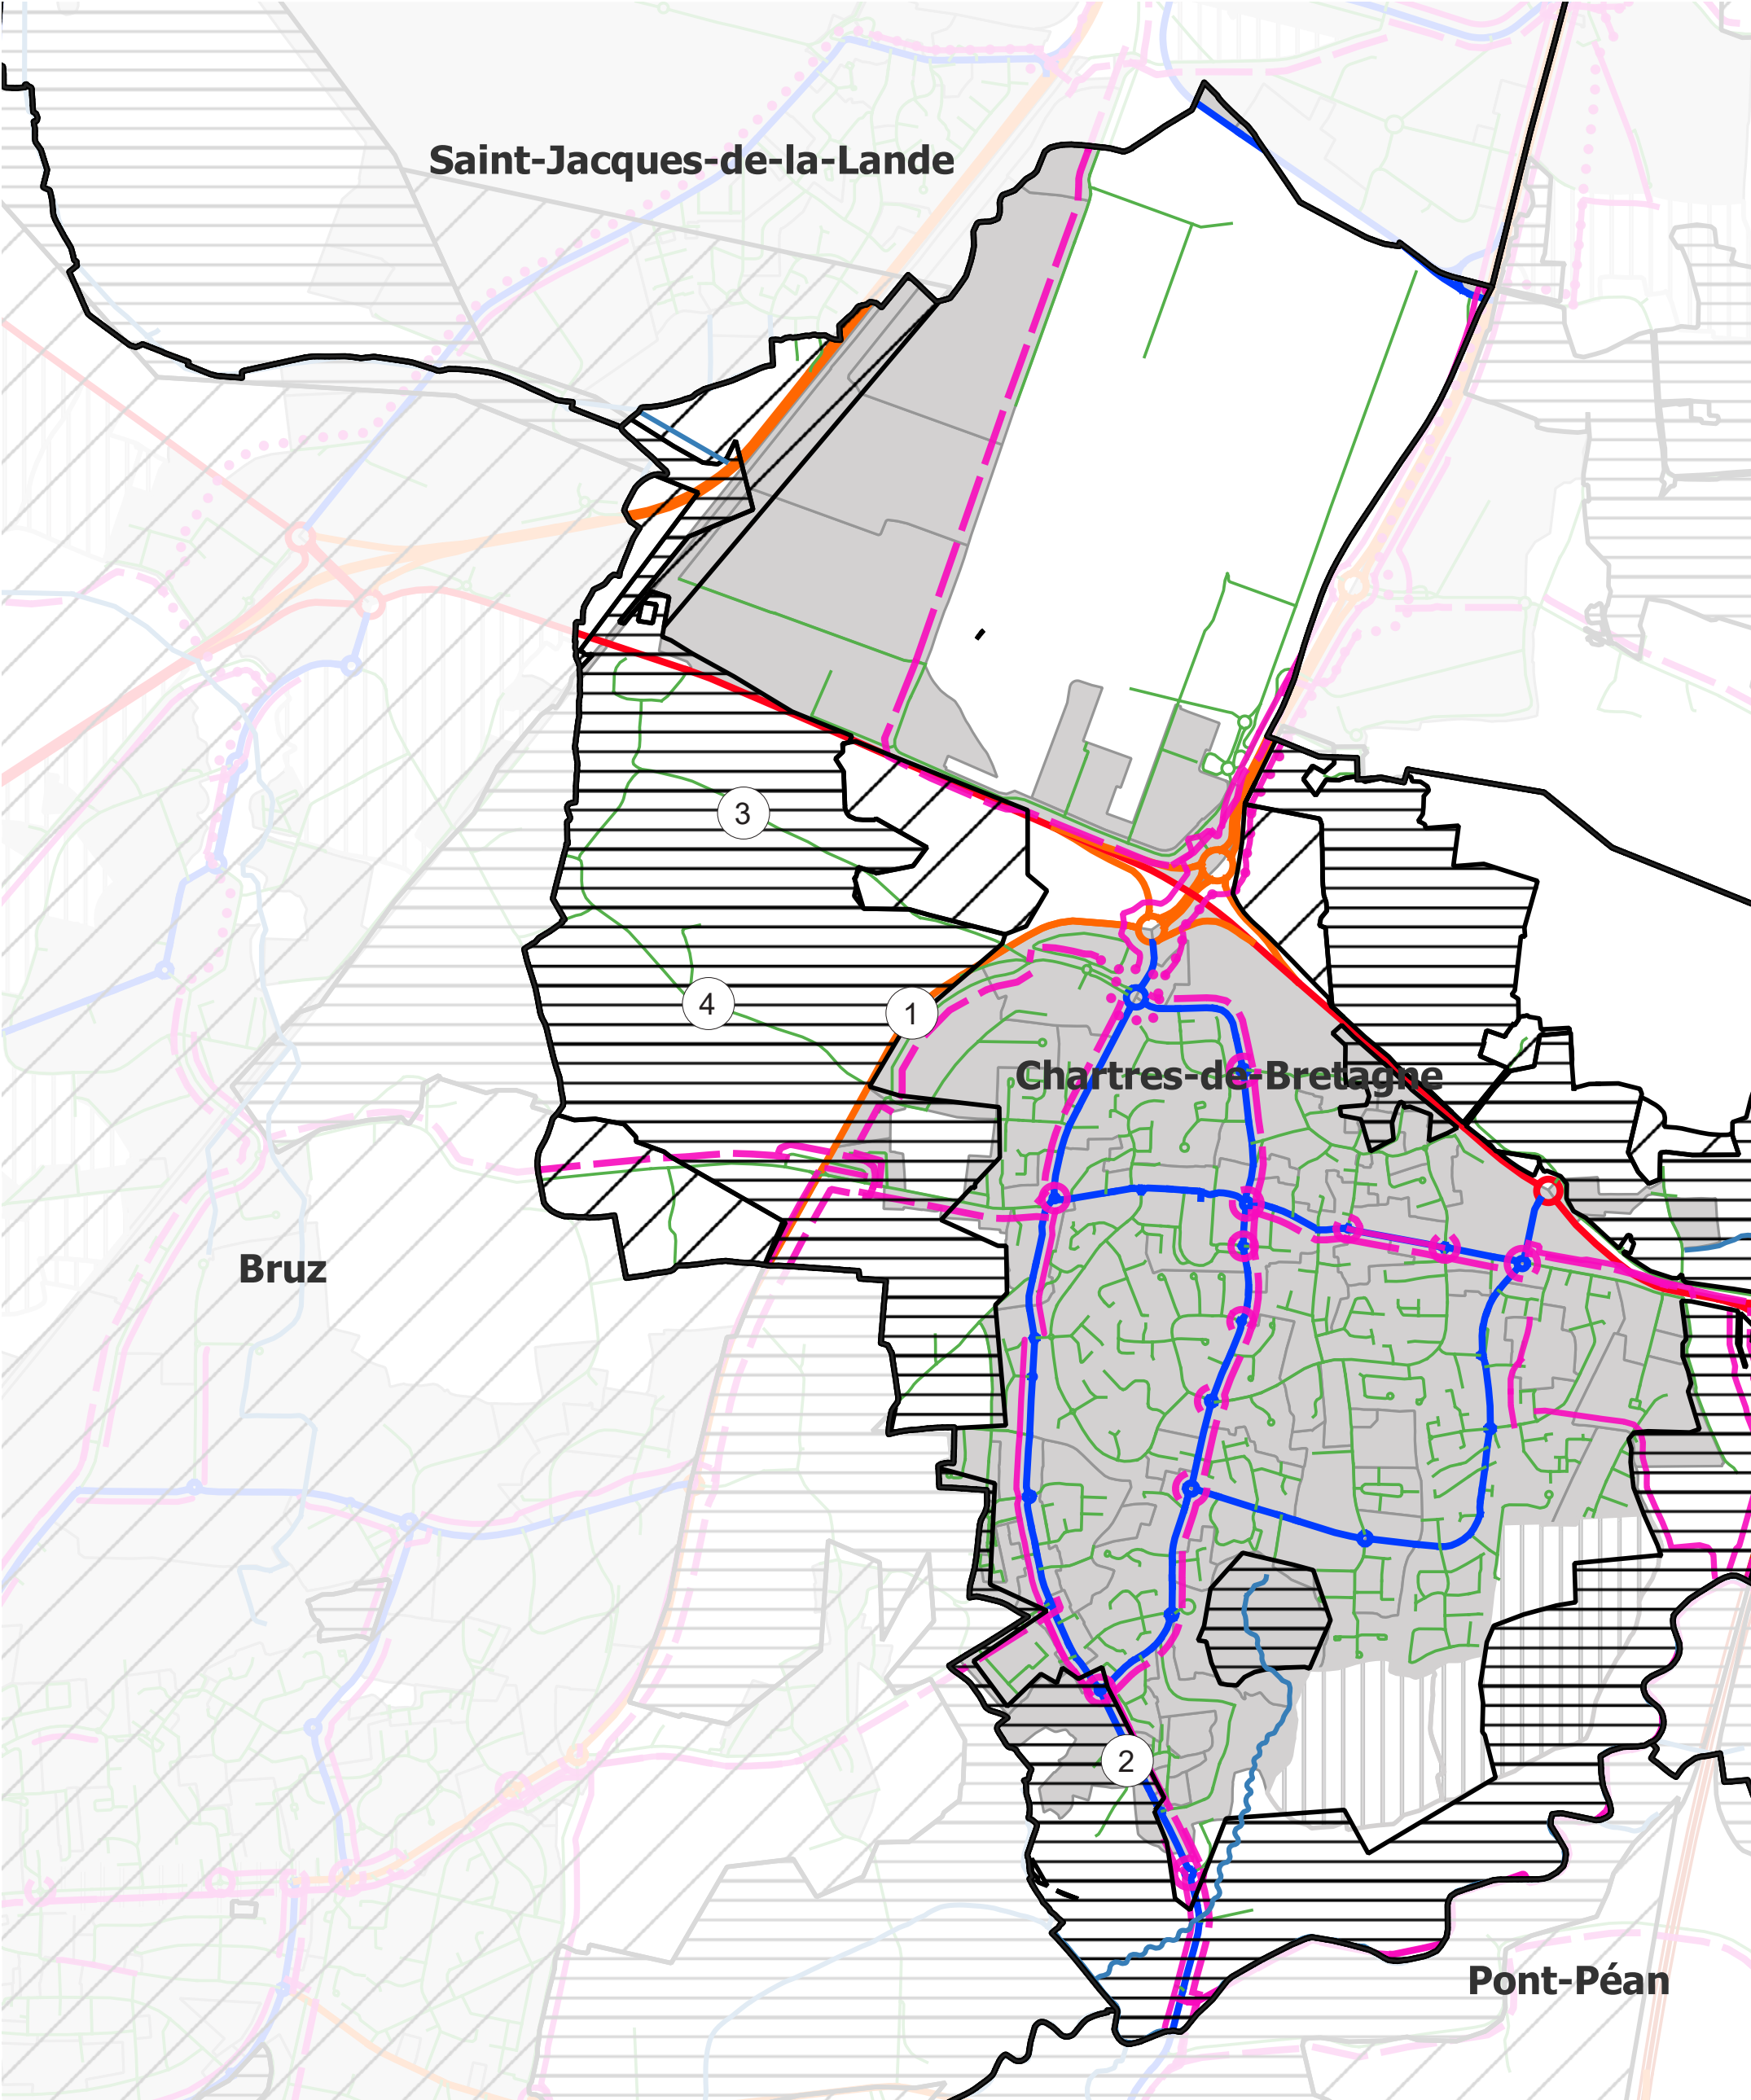 Saint-Jacques-de-la-Lande
3
4
1
Chartres-de-Bretagne
Bruz
2
Pont-Péan